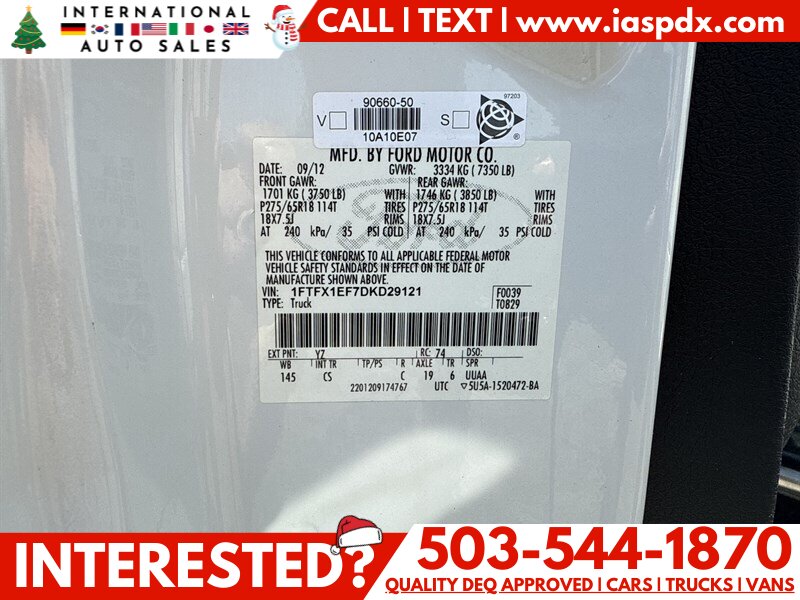 INTERNATIONAL
AUTO SALES
CALL | TEXT | www.iaspdx.com
97203
90660-50
V S
10A10E07
®
MFD. BY FORD MOTOR CO.
DATE: 09/12 GVWR: 3334 KG ( 7350 LB)
FRONT GAWR: REAR GAWR:
1701 KG ( 3750 LB) WITH 1746 KG ( 3850 LB) WITH
P275/65R18 114T TIRES P275/65R18 114T TIRES
18X7.5J RIMS 18X7.5J RIMS
AT 240 kPa/ 35 PSI COLD AT 240 kPa/ 35 PSI COLD
Ford
THIS VEHICLE CONFORMS TO ALL APPLICABLE FEDERAL MOTOR
VEHICLE SAFETY STANDARDS IN EFFECT ON THE DATE OF
MANUFACTURE SHOWN ABOVE.
VIN: 1FTFX1EF7DKD29121 F0039
TYPE: Truck T0829
EXT PNT: YZ RC: 74 DSO:
WB INT TR TP/PS R AXLE TR SPR
145 CS C 19 6 UUAA
2201209174767 UTC ▽5U5A-1520472-BA
INTERESTED?
503-544-1870
QUALITY DEQ APPROVED | CARS | TRUCKS | VANS